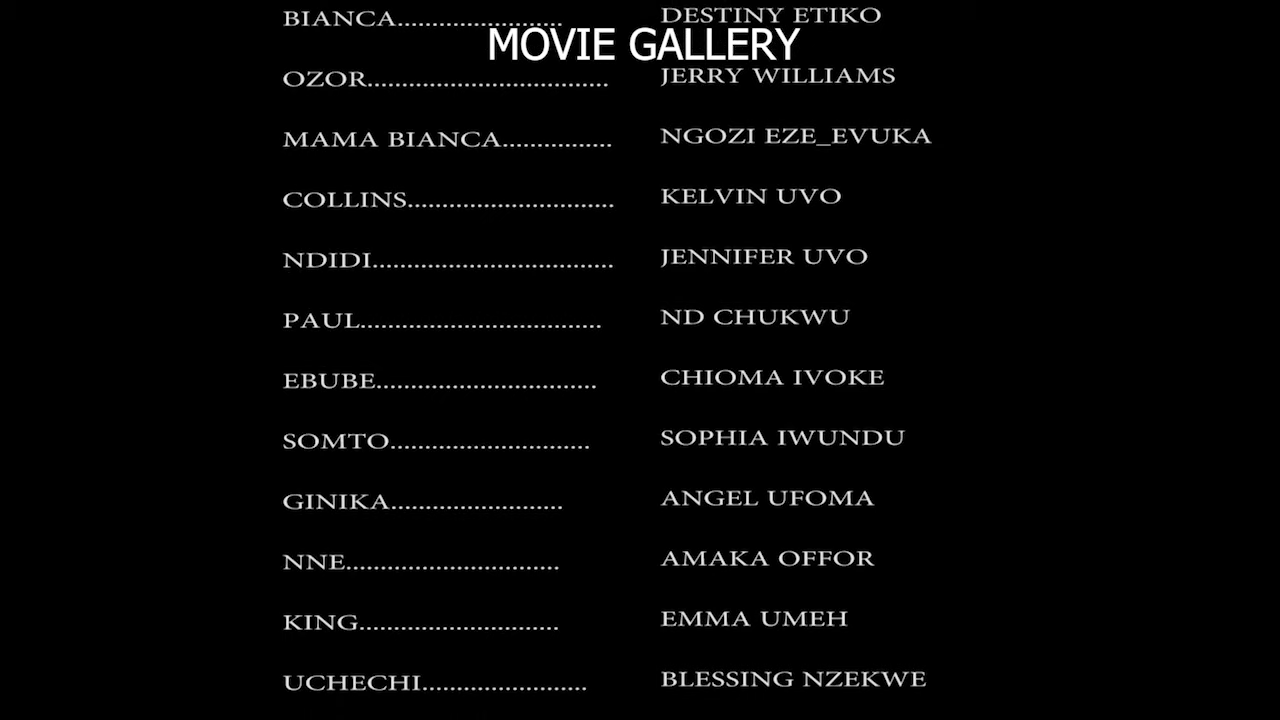 BIANCA........................ DESTINY ETIKO
MOVIE GALLERY
OZOR................................... JERRY WILLIAMS
MAMA BIANCA................ NGOZI EZE_EVUKA
COLLINS.............................. KELVIN UVO
NDIDI................................... JENNIFER UVO
PAUL................................... ND CHUKWU
EBUBE................................ CHIOMA IVOKE
SOMTO............................. SOPHIA IWUNDU
GINIKA......................... ANGEL UFOMA
NNE............................... AMAKA OFFOR
KING............................. EMMA UMEH
UCHECHI........................ BLESSING NZEKWE